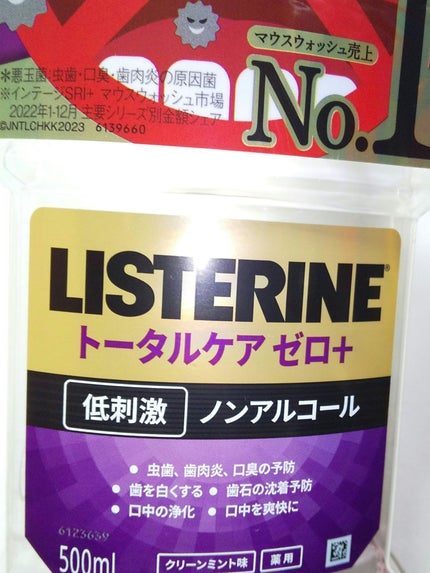 マウスウォッシュ売上
No.1
*悪玉菌:虫歯・口臭・歯肉炎の原因菌
※インテージSRI+ マウスウォッシュ市場
2022年1-12月 主要シリーズ別金額シェア
©JNTLCHKK2023 6139660
LISTERINE®
トータルケア ゼロ+
低刺激 ノンアルコール
● 虫歯、歯肉炎、口臭の予防
● 歯を白くする ● 歯石の沈着予防
● 口中の浄化 ● 口中を爽快に
6123639
500ml クリーンミント味 薬用